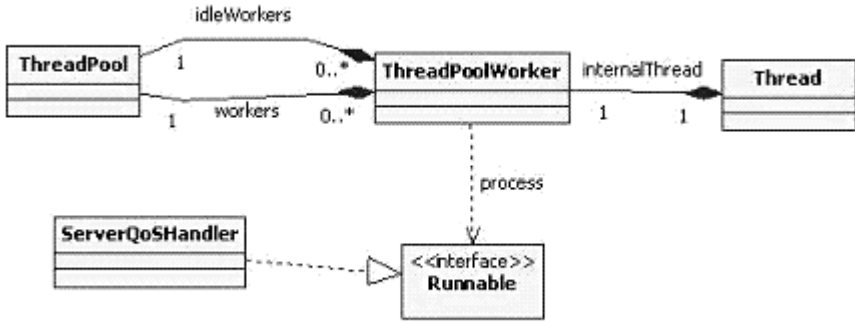 idleWorkers
ThreadPool
1
0..*
ThreadPoolWorker
internalThread
Thread
1
workers
0..*
1
1
process
ServerQoSHandler
<<interface>>
Runnable